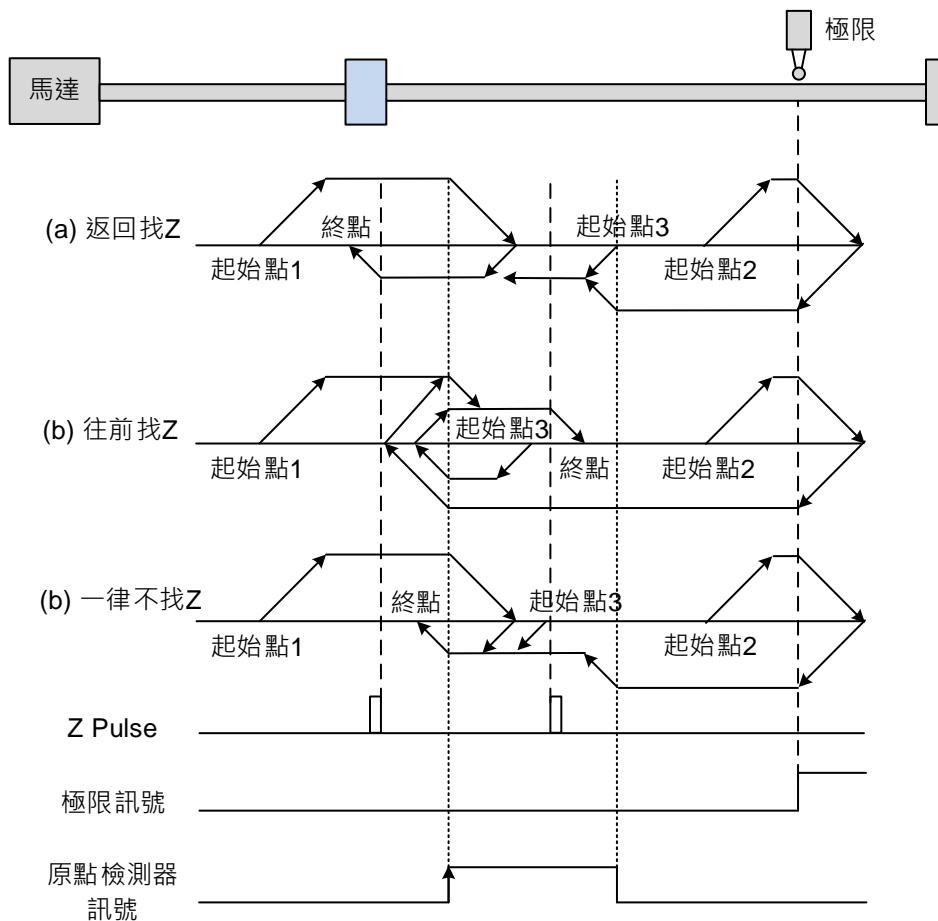 極限
馬達
(a) 返回找Z
終點
起始點3
起始點1
起始點2
(b) 往前找Z
起始點3
起始點1
終點
起始點2
(b) 一律不找Z
終點
起始點3
起始點1
起始點2
Z Pulse
極限訊號
原點檢測器
訊號